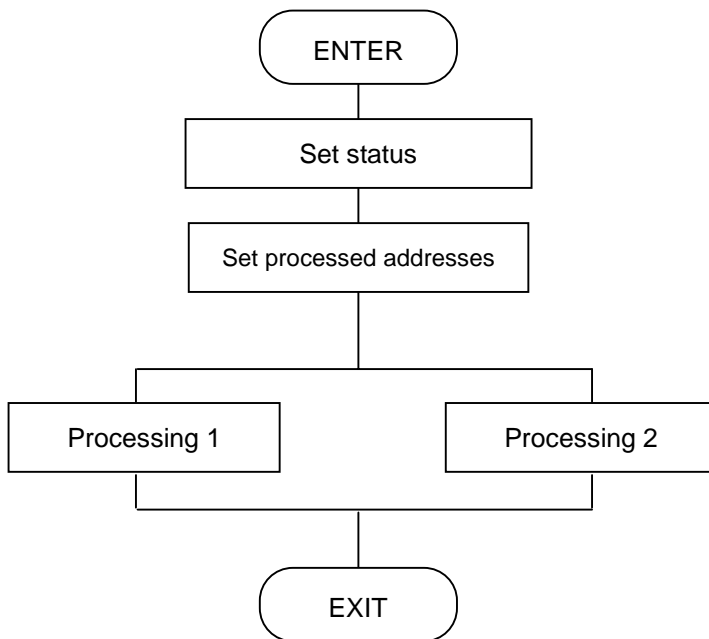 ENTER
Set status
Set processed addresses
Processing 1
Processing 2
EXIT